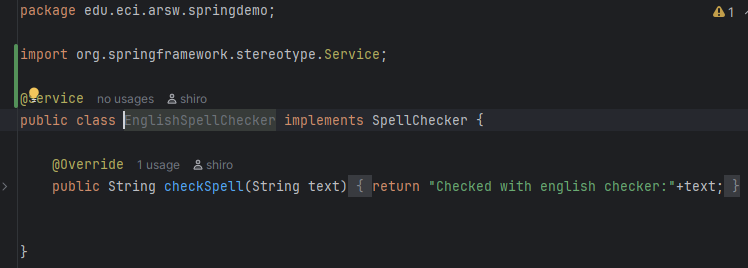 package edu.eci.arsw.springdemo;
1
import org.springframework.stereotype.Service;
@Service no usages shiro
public class EnglishSpellChecker implements SpellChecker {
@Override 1 usage shiro
public String checkSpell(String text) { return "Checked with english checker:"+text; }
}